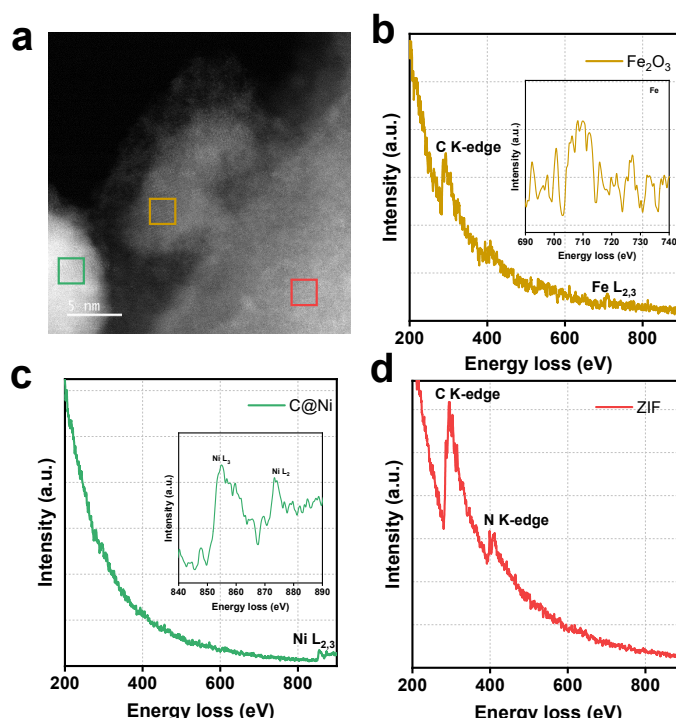 a
5 nm
b
Fe₂O₃
C K-edge
Fe
Intensity (a.u.)
690 700 710 720 730 740
Energy loss (eV)
Fe L₂,₃
Intensity (a.u.)
200 400 600 800
Energy loss (eV)
c
C@Ni
Ni L₃
Ni L₂
Intensity (a.u.)
840 850 860 870 880 890
Energy loss (eV)
Ni L₂,₃
Intensity (a.u.)
200 400 600 800
Energy loss (eV)
d
C K-edge
ZIF
N K-edge
Intensity (a.u.)
200 400 600 800
Energy loss (eV)